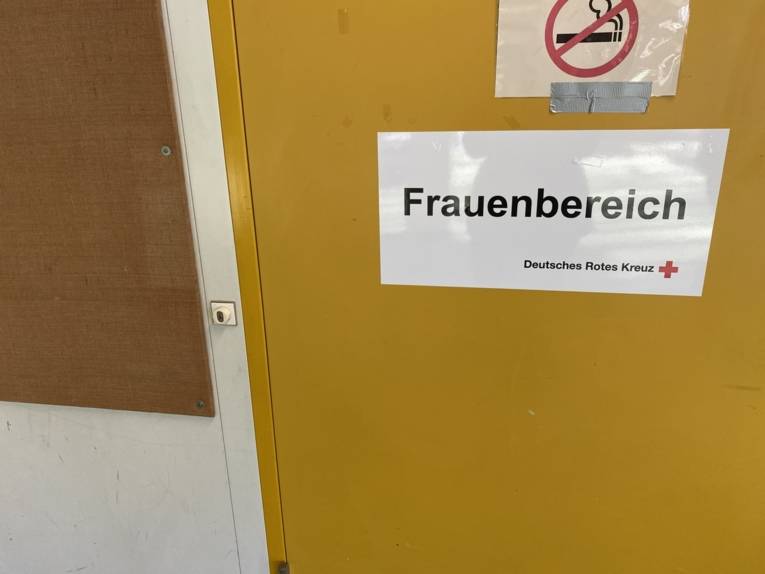 Frauenbereich
Deutsches Rotes Kreuz